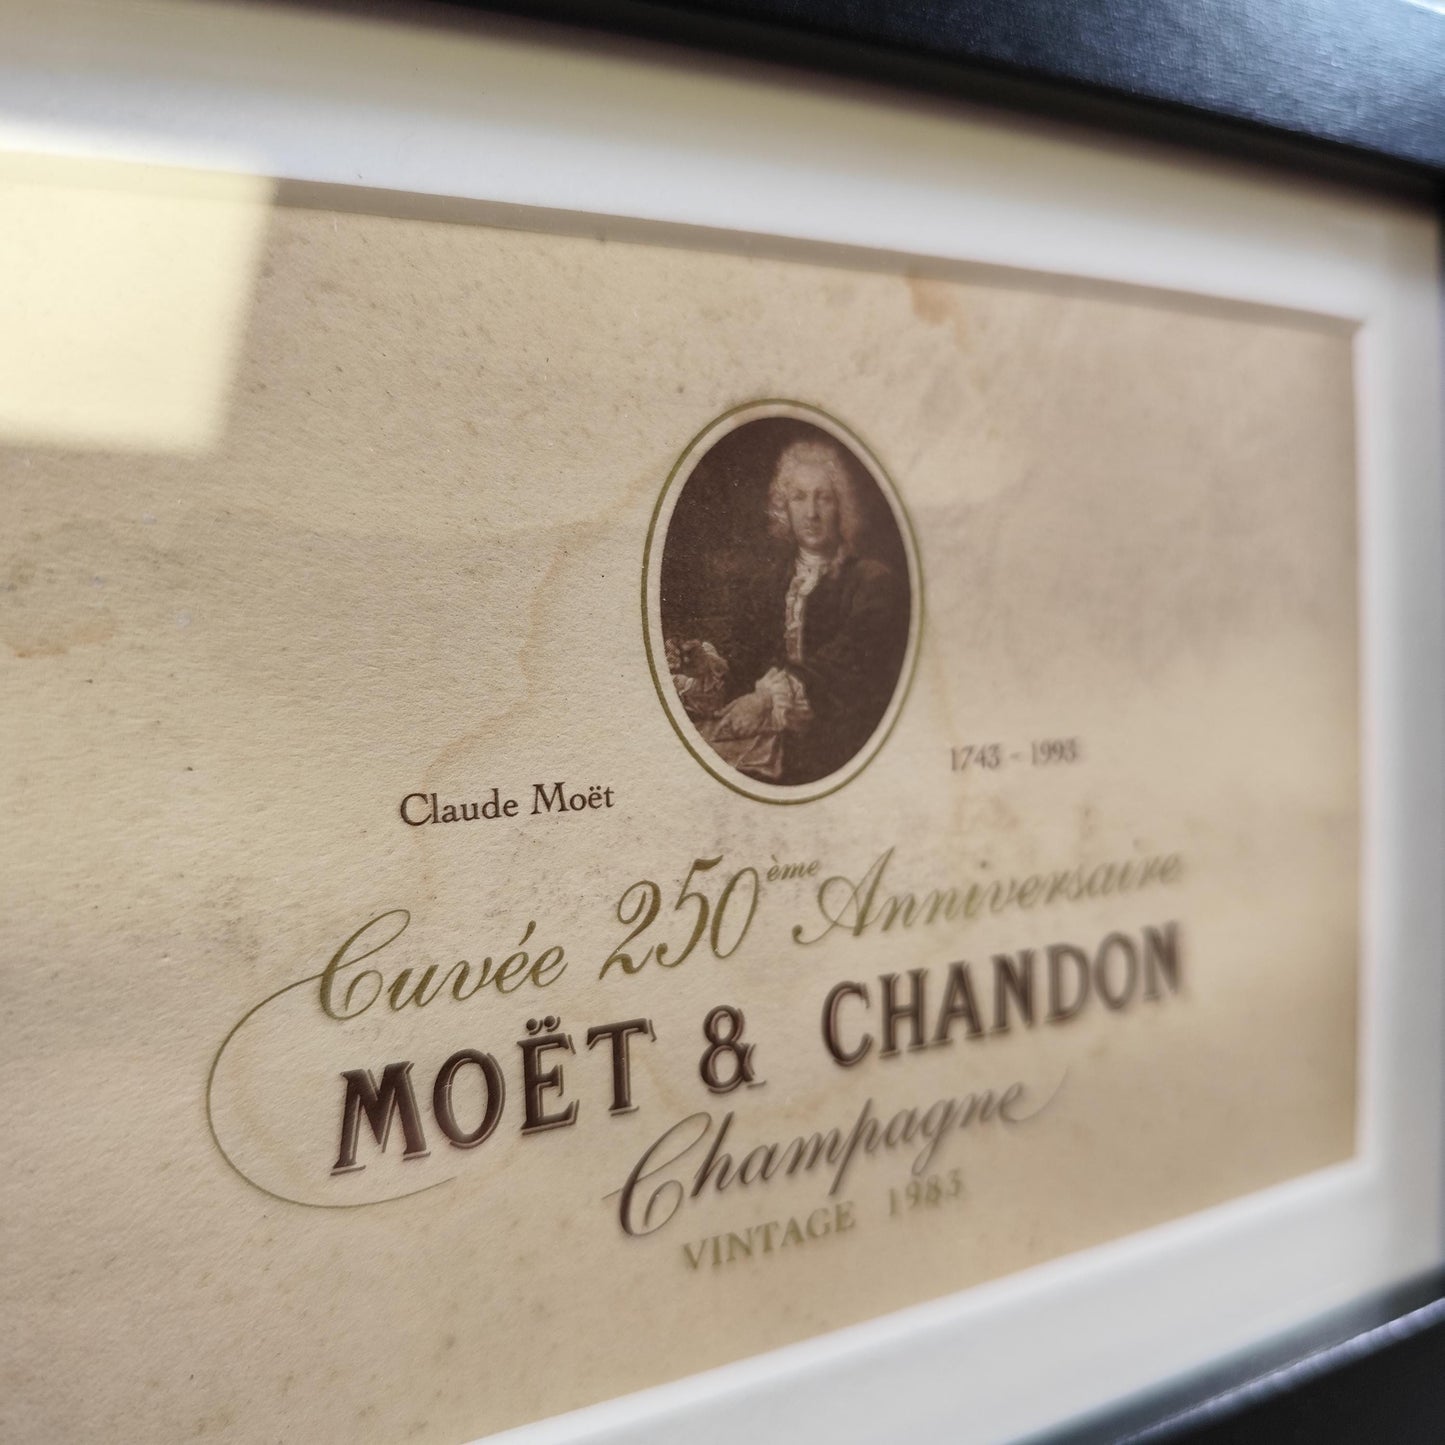 Claude Moët
1743 - 1993
Cuvée 250ème Anniversaire
MOËT & CHANDON
Champagne
VINTAGE 1983